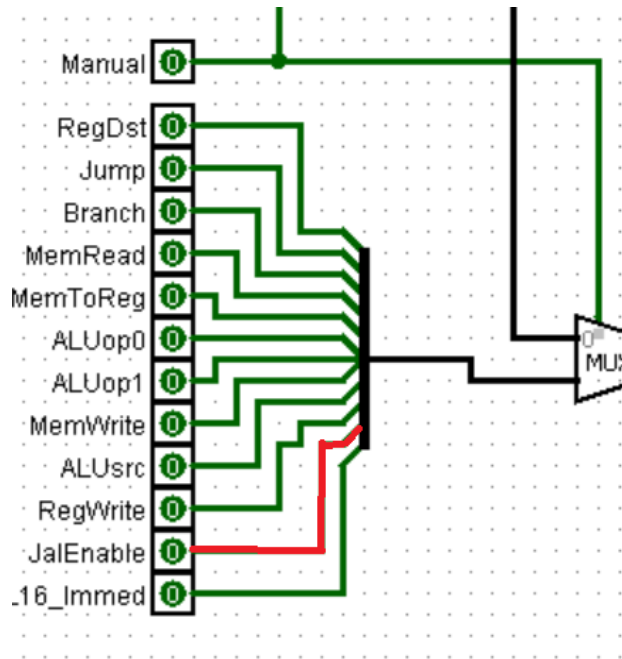 Manual 0
RegDst 0
Jump 0
Branch 0
MemRead 0
MemToReg 0
ALUop0 0
ALUop1 0
MemWrite 0
ALUsrc 0
RegWrite 0
JalEnable 0
_16_Immed 0
0
MUX